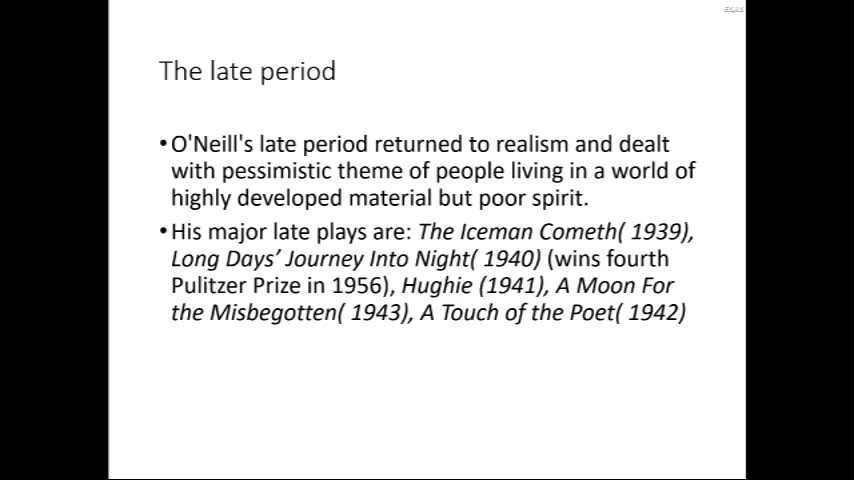 The late period
•O'Neill's late period returned to realism and dealt
with pessimistic theme of people living in a world of
highly developed material but poor spirit.
•His major late plays are: The Iceman Cometh( 1939),
Long Days’ Journey Into Night( 1940) (wins fourth
Pulitzer Prize in 1956), Hughie (1941), A Moon For
the Misbegotten( 1943), A Touch of the Poet( 1942)